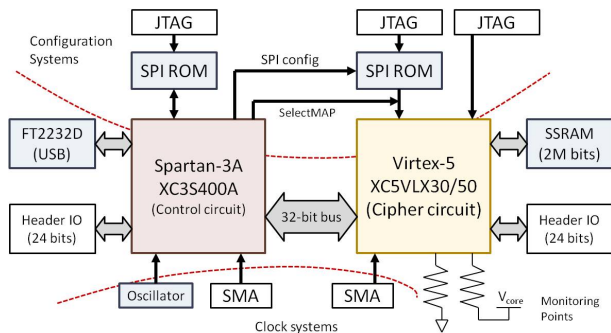 JTAG
JTAG
JTAG
Configuration
Systems
SPI ROM
SPI config
SPI ROM
SelectMAP
FT2232D
(USB)
Spartan-3A
XC3S400A
(Control circuit)
Virtex-5
XC5VLX30/50
(Cipher circuit)
SSRAM
(2M bits)
Header IO
(24 bits)
32-bit bus
Header IO
(24 bits)
Oscillator
SMA
SMA
Vcore
Monitoring
Points
Clock systems